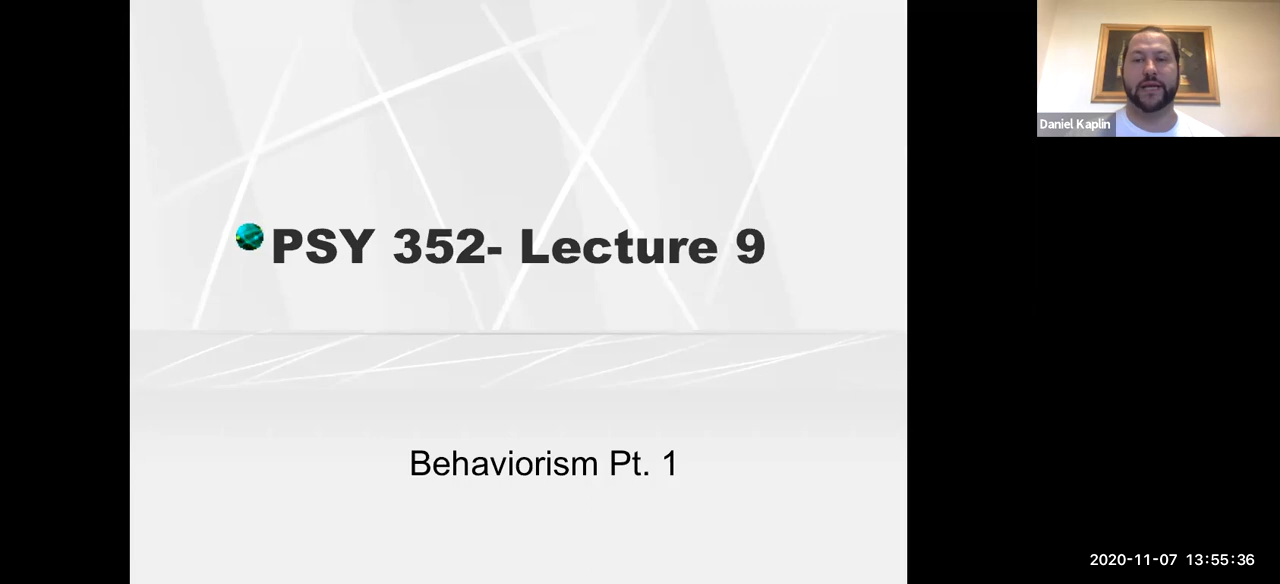 PSY 352- Lecture 9
Behaviorism Pt. 1
Daniel Kaplin
2020-11-07 13:55:36